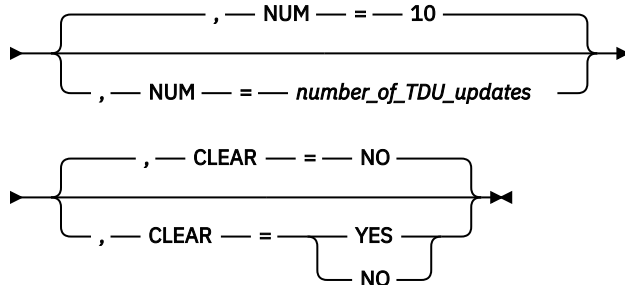 , NUM = 10
, NUM = number_of_TDU_updates
, CLEAR = NO
, CLEAR = YES
NO